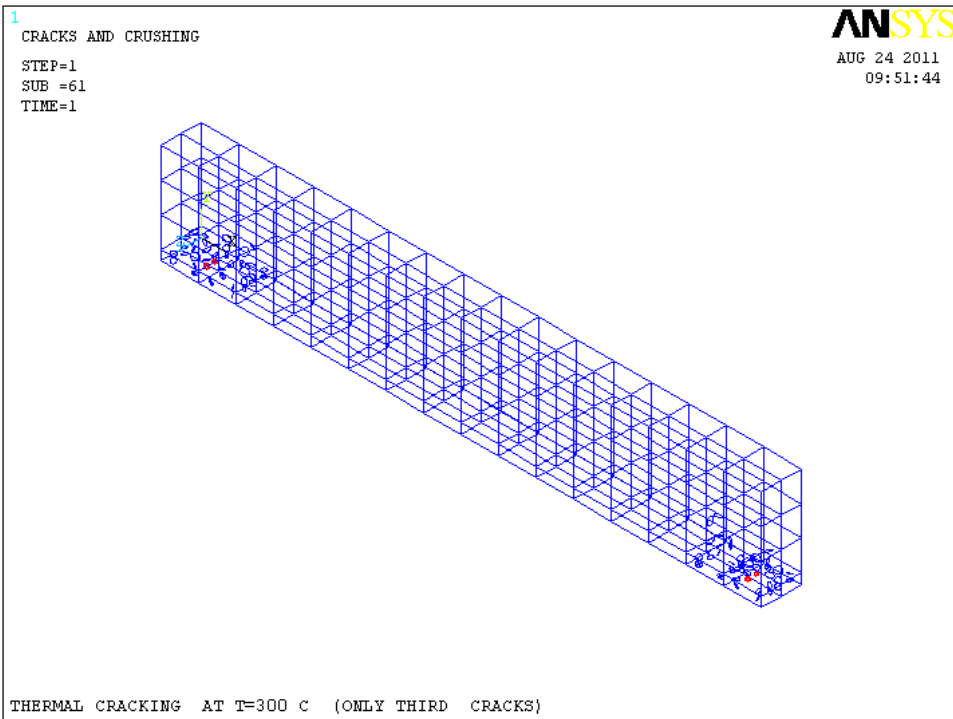 1
CRACKS AND CRUSHING
STEP=1
SUB =61
TIME=1
ANSYS
AUG 24 2011
09:51:44
THERMAL CRACKING  AT T=300 C  (ONLY THIRD  CRACKS)